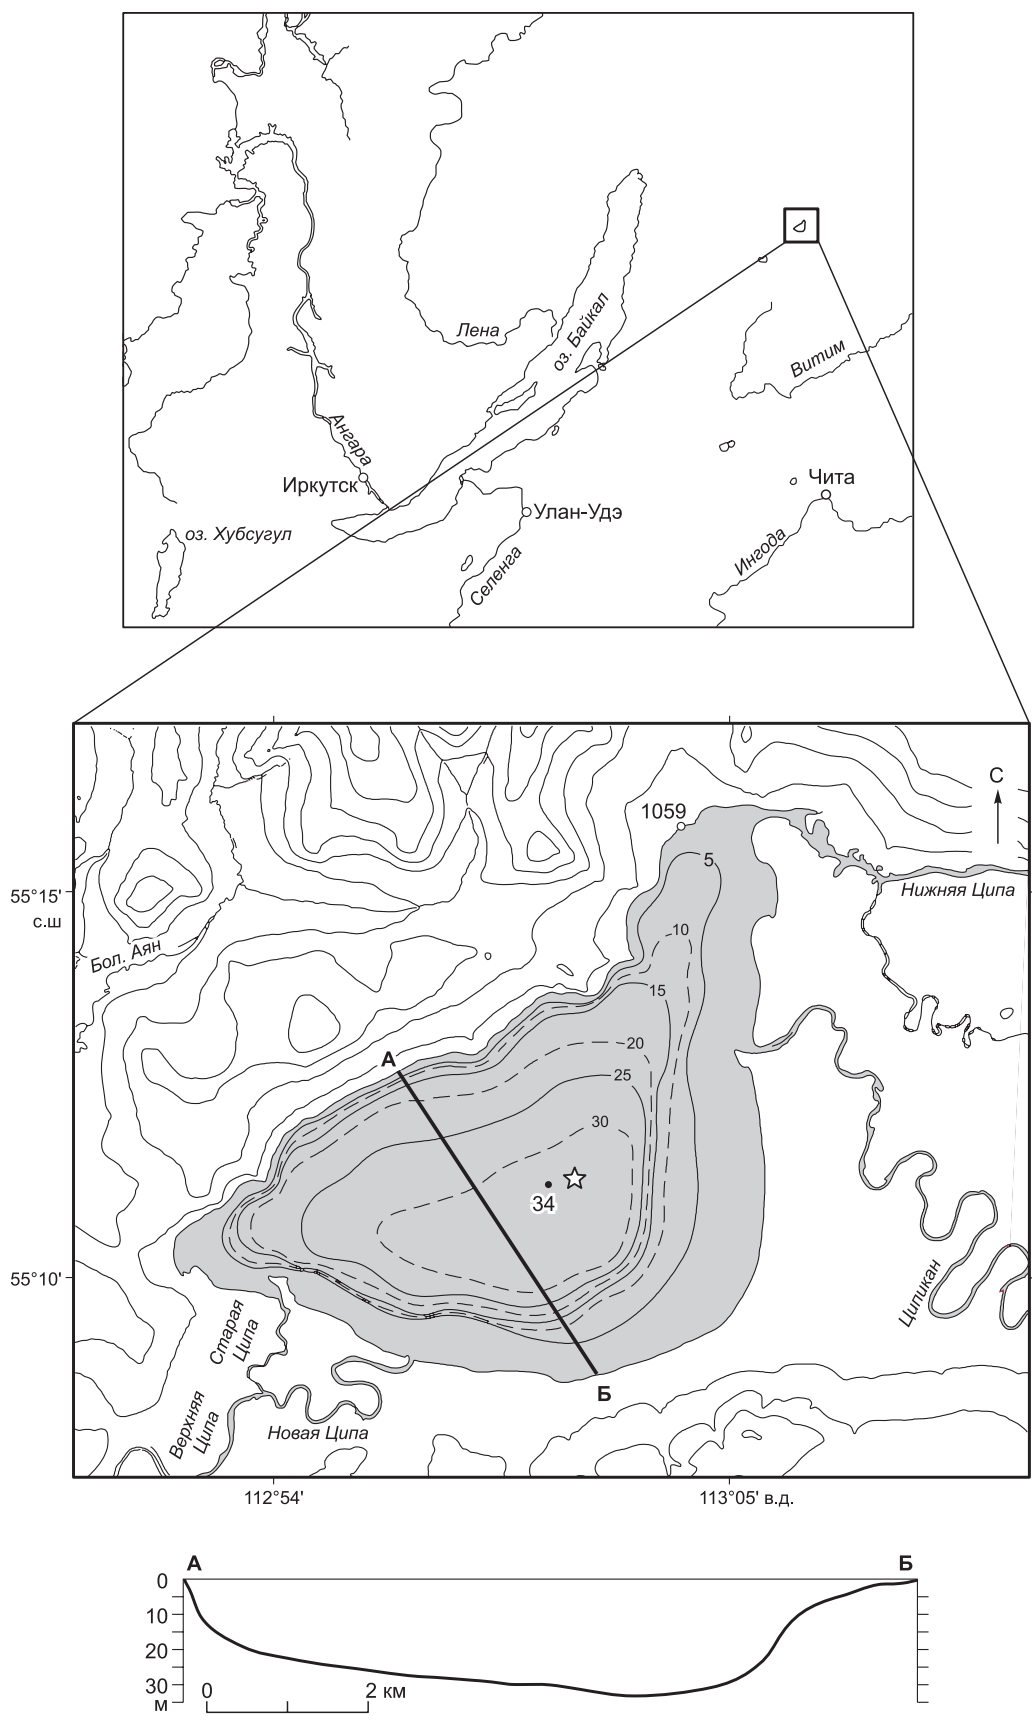 Лена
оз. Байкал
Витим
Ангара
Иркутск
Чита
Улан-Удэ
оз. Хубсугул
Селенга
Ингода
С
1059
5
55°15'
с.ш
Нижняя Ципа
Бол. Аян
10
15
А
20
25
30
34
55°10'
Старая
Ципа
Ципикан
Б
Верхняя
Ципа
Новая Ципа
112°54'
113°05' в.д.
А
Б
0
10
20
30
м
0
2 км